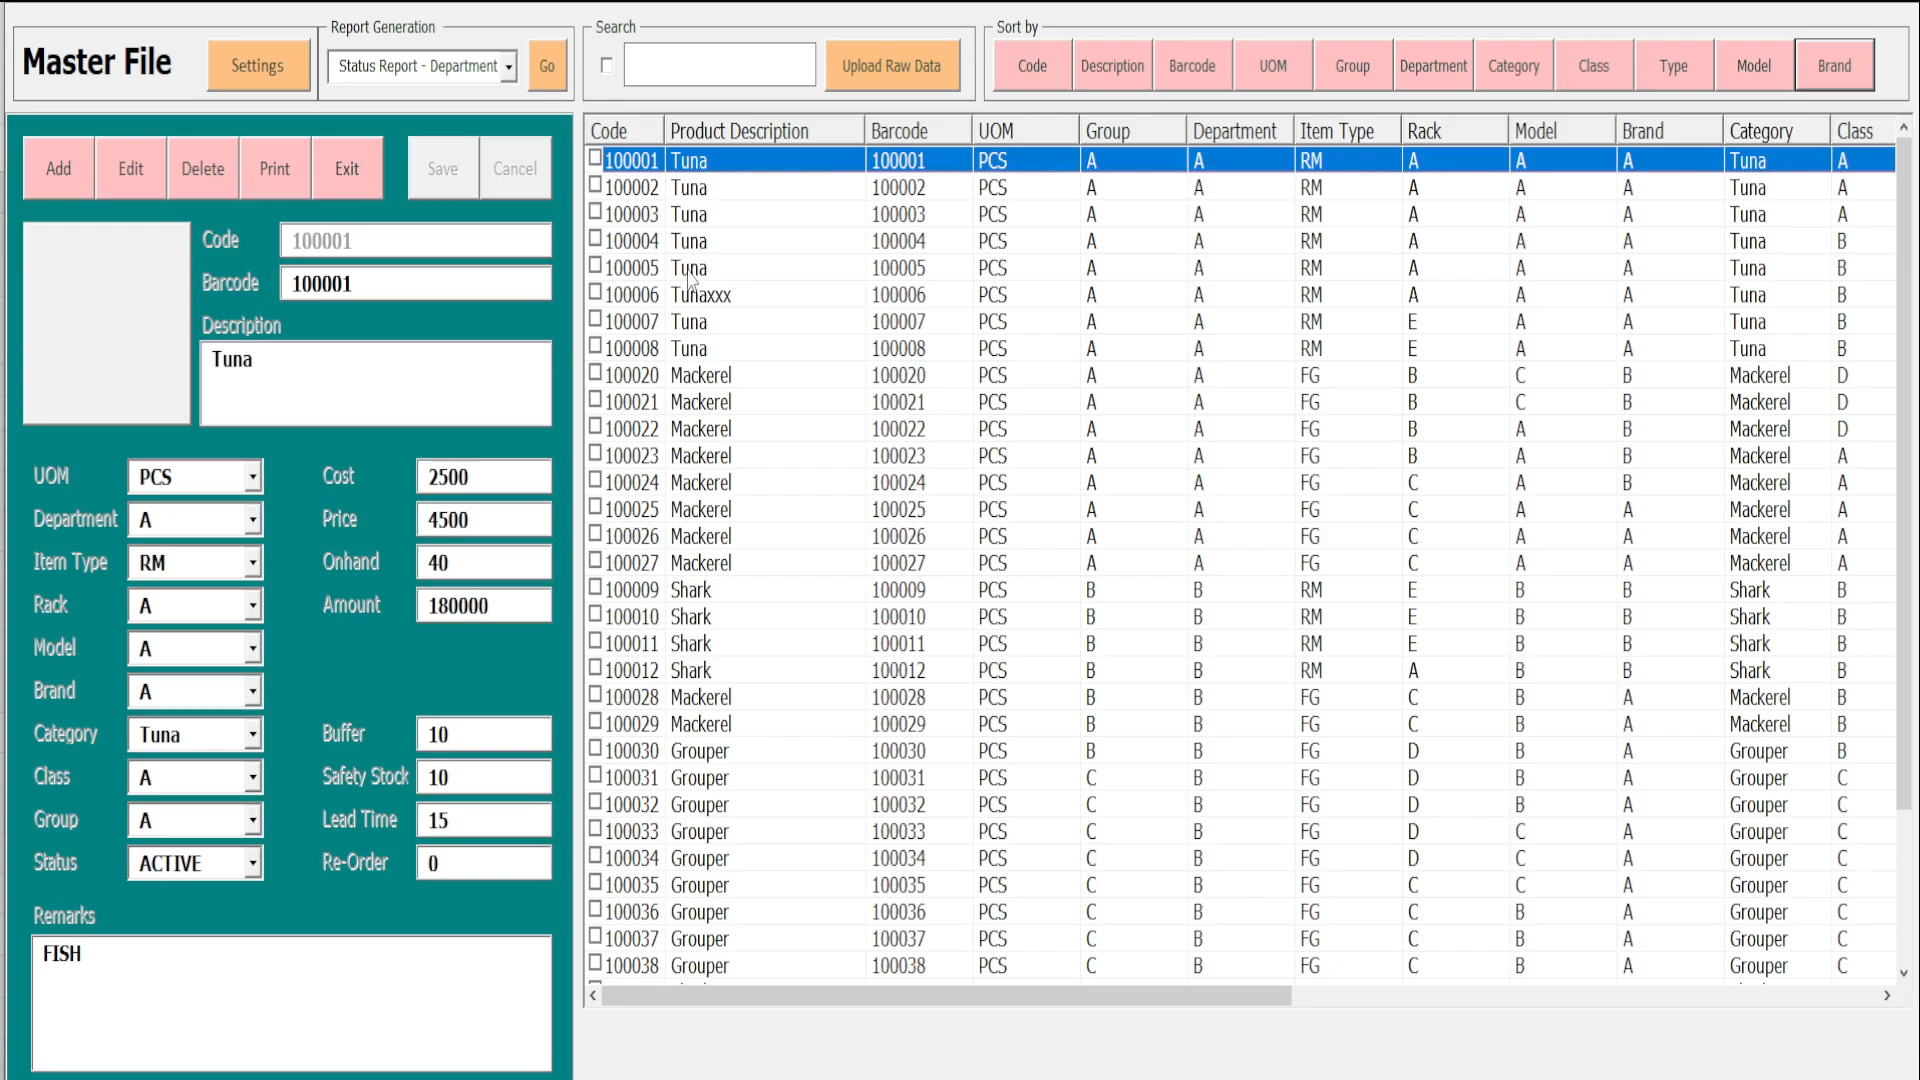 Master File
Settings
Report Generation
Status Report - Department
Go
Search
Upload Raw Data
Sort by
Code Description Barcode UOM Group Department Category Class Type Model Brand
Add Edit Delete Print Exit Save Cancel
Code 100001
Barcode 100001
Description
Tuna
UOM PCS Cost 2500
Department A Price 4500
Item Type RM Onhand 40
Rack A Amount 180000
Model A
Brand A
Category Tuna Buffer 10
Class A Safety Stock 10
Group A Lead Time 15
Status ACTIVE Re-Order 0
Remarks
FISH
Code Product Description Barcode UOM Group Department Item Type Rack Model Brand Category Class
100001 Tuna 100001 PCS A A RM A A A Tuna A
100002 Tuna 100002 PCS A A RM A A A Tuna A
100003 Tuna 100003 PCS A A RM A A A Tuna A
100004 Tuna 100004 PCS A A RM A A A Tuna B
100005 Tuna 100005 PCS A A RM A A A Tuna B
100006 Tunaxxx 100006 PCS A A RM A A A Tuna B
100007 Tuna 100007 PCS A A RM E A A Tuna B
100008 Tuna 100008 PCS A A RM E A A Tuna B
100020 Mackerel 100020 PCS A A FG B C B Mackerel D
100021 Mackerel 100021 PCS A A FG B C B Mackerel D
100022 Mackerel 100022 PCS A A FG B A B Mackerel D
100023 Mackerel 100023 PCS A A FG B A B Mackerel A
100024 Mackerel 100024 PCS A A FG C A B Mackerel A
100025 Mackerel 100025 PCS A A FG C A A Mackerel A
100026 Mackerel 100026 PCS A A FG C A A Mackerel A
100027 Mackerel 100027 PCS A A FG C A A Mackerel A
100009 Shark 100009 PCS B B RM E B B Shark B
100010 Shark 100010 PCS B B RM E B B Shark B
100011 Shark 100011 PCS B B RM E B B Shark B
100012 Shark 100012 PCS B B RM A B B Shark B
100028 Mackerel 100028 PCS B B FG C B A Mackerel B
100029 Mackerel 100029 PCS B B FG C B A Mackerel B
100030 Grouper 100030 PCS B B FG D B A Grouper B
100031 Grouper 100031 PCS C B FG D B A Grouper C
100032 Grouper 100032 PCS C B FG D B A Grouper C
100033 Grouper 100033 PCS C B FG D C A Grouper C
100034 Grouper 100034 PCS C B FG D C A Grouper C
100035 Grouper 100035 PCS C B FG C C A Grouper C
100036 Grouper 100036 PCS C B FG C B A Grouper C
100037 Grouper 100037 PCS C B FG C B A Grouper C
100038 Grouper 100038 PCS C B FG C B A Grouper C